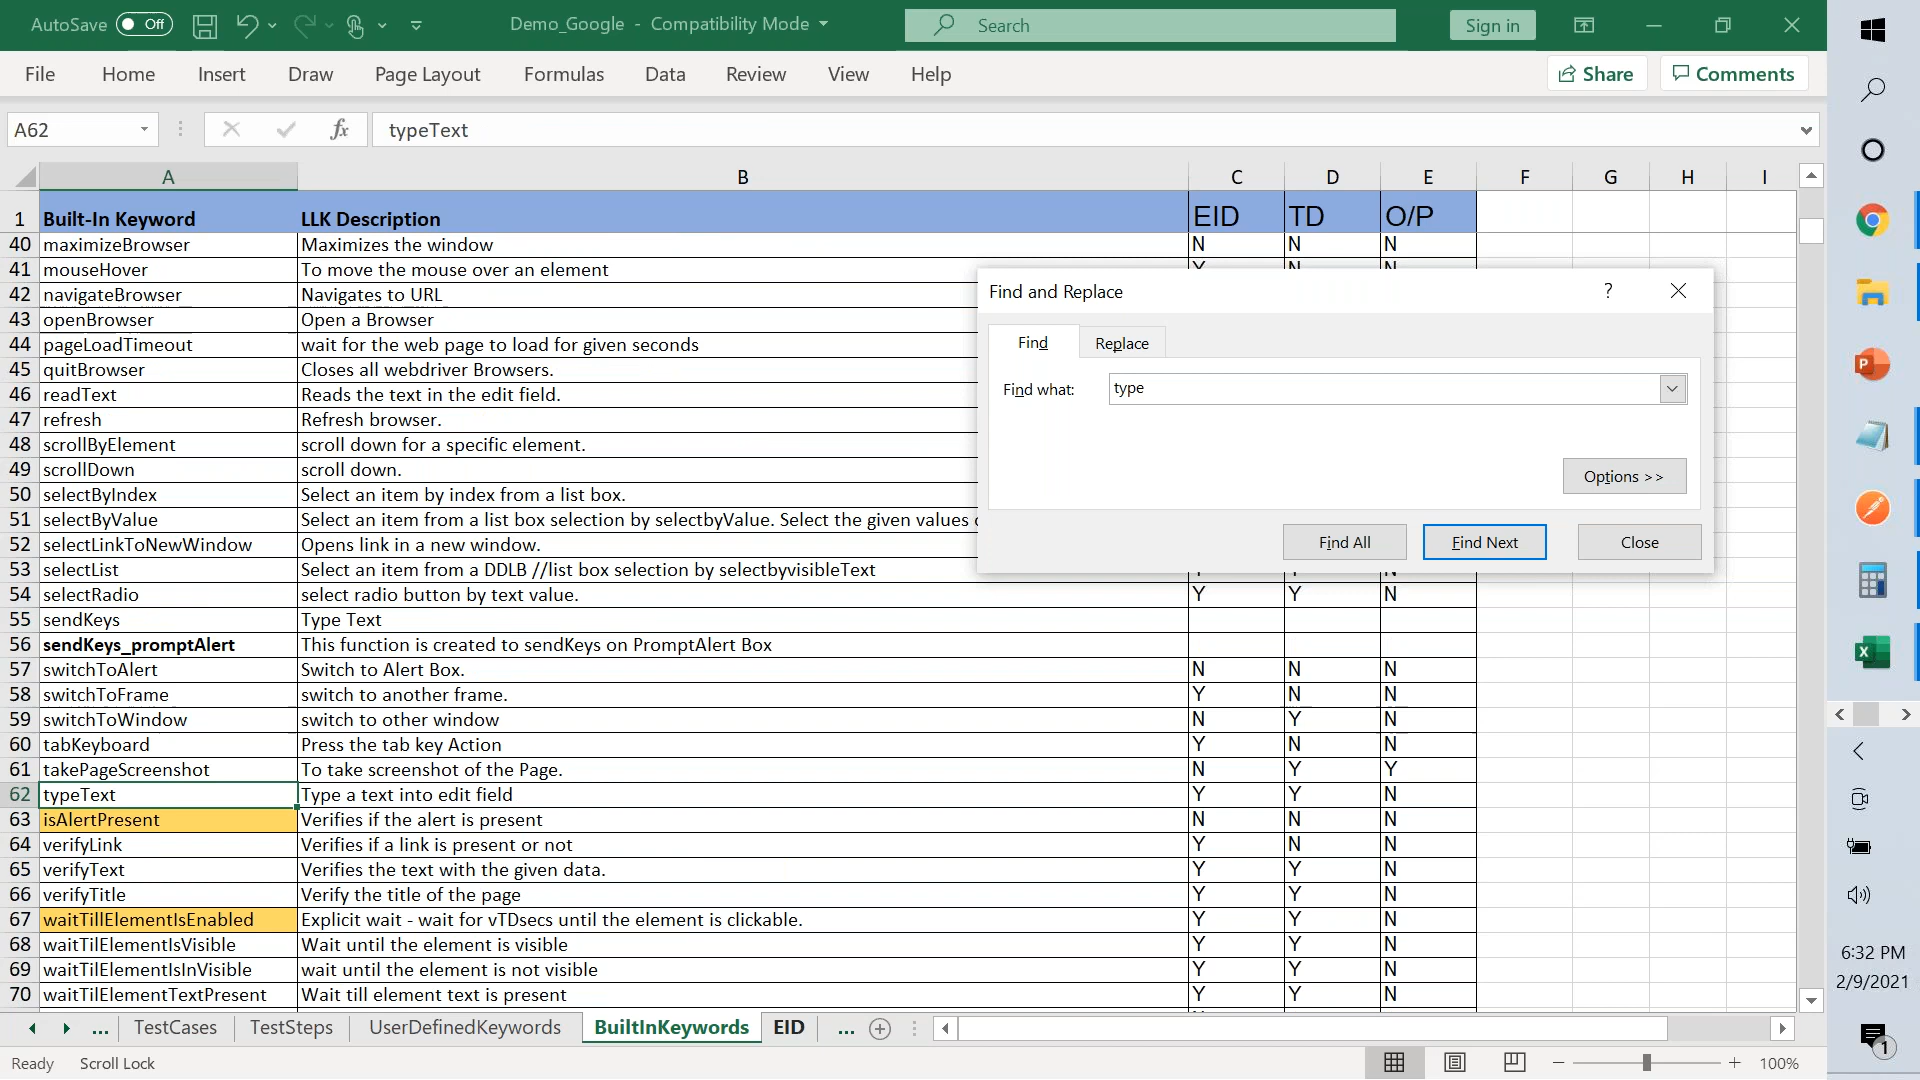 AutoSave Off Demo_Google - Compatibility Mode Search Sign in
File Home Insert Draw Page Layout Formulas Data Review View Help Share Comments
A62 fx typeText
A B C D E F G H I
1 Built-In Keyword LLK Description EID TD O/P
40 maximizeBrowser Maximizes the window N N N
41 mouseHover To move the mouse over an element Y N N
42 navigateBrowser Navigates to URL
43 openBrowser Open a Browser
44 pageLoadTimeout wait for the web page to load for given seconds
45 quitBrowser Closes all webdriver Browsers.
46 readText Reads the text in the edit field.
47 refresh Refresh browser.
48 scrollByElement scroll down for a specific element.
49 scrollDown scroll down.
50 selectByIndex Select an item by index from a list box.
51 selectByValue Select an item from a list box selection by selectbyValue. Select the given values
52 selectLinkToNewWindow Opens link in a new window.
53 selectList Select an item from a DDLB //list box selection by selectbyvisibleText
54 selectRadio select radio button by text value. Y Y N
55 sendKeys Type Text
56 sendKeys_promptAlert This function is created to sendKeys on PromptAlert Box
57 switchToAlert Switch to Alert Box. N N N
58 switchToFrame switch to another frame. Y N N
59 switchToWindow switch to other window N Y N
60 tabKeyboard Press the tab key Action Y N N
61 takePageScreenshot To take screenshot of the Page. N Y Y
62 typeText Type a text into edit field Y Y N
63 isAlertPresent Verifies if the alert is present N N N
64 verifyLink Verifies if a link is present or not Y Y N
65 verifyText Verifies the text with the given data. Y Y N
66 verifyTitle Verify the title of the page Y Y N
67 waitTillElementIsEnabled Explicit wait - wait for vTDsecs until the element is clickable. Y Y N
68 waitTilElementIsVisible Wait until the element is visible Y Y N
69 waitTilElementIsInVisible wait until the element is not visible Y Y N
70 waitTilElementTextPresent Wait till element text is present Y Y N
Find and Replace ?
Find Replace
Find what: type
Options >>
Find All Find Next Close
... TestCases TestSteps UserDefinedKeywords BuiltInKeywords EID ...
Ready Scroll Lock 100%
6:32 PM
2/9/2021
1